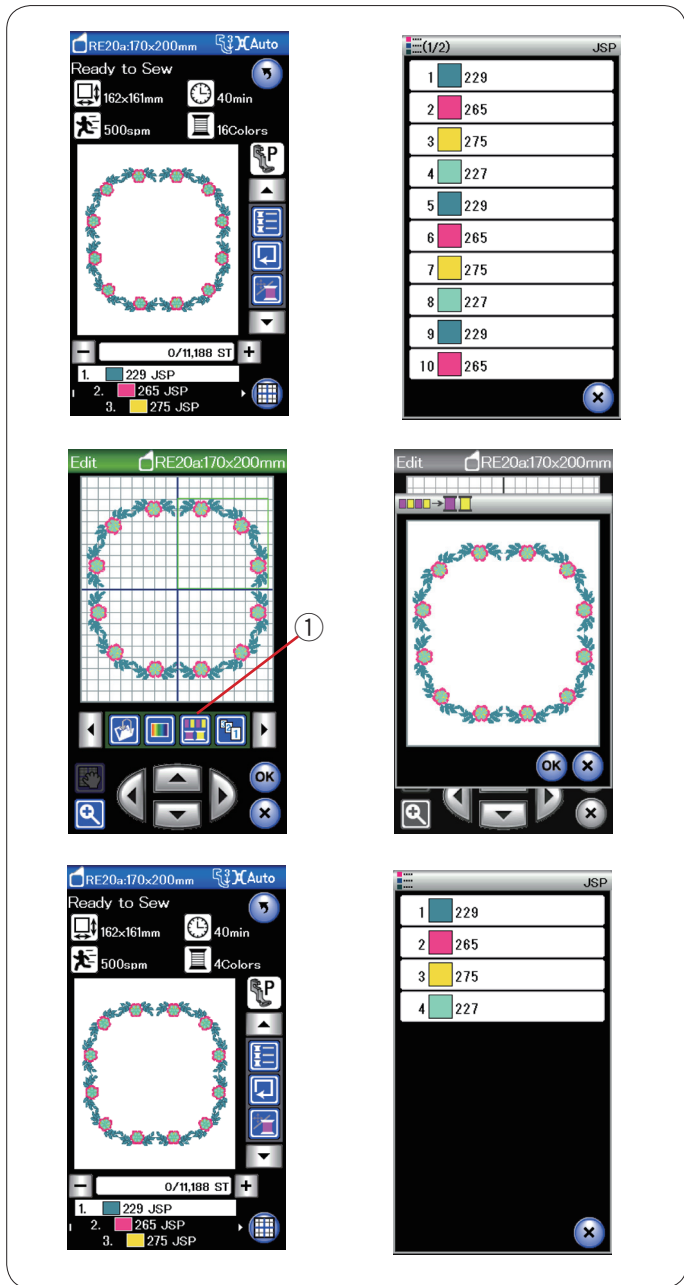 RE20a:170x200mm Auto
Ready to Sew
162x161mm 40min
500spm 16Colors
P
0/11,188 ST
1. 229 JSP
2. 265 JSP
3. 275 JSP
(1/2) JSP
1 229
2 265
3 275
4 227
5 229
6 265
7 275
8 227
9 229
10 265
Edit RE20a:170x200mm
①
OK
Edit RE20a:170x200mm
OK
RE20a:170x200mm Auto
Ready to Sew
162x161mm 40min
500spm 4Colors
P
0/11,188 ST
1. 229 JSP
2. 265 JSP
3. 275 JSP
JSP
1 229
2 265
3 275
4 227